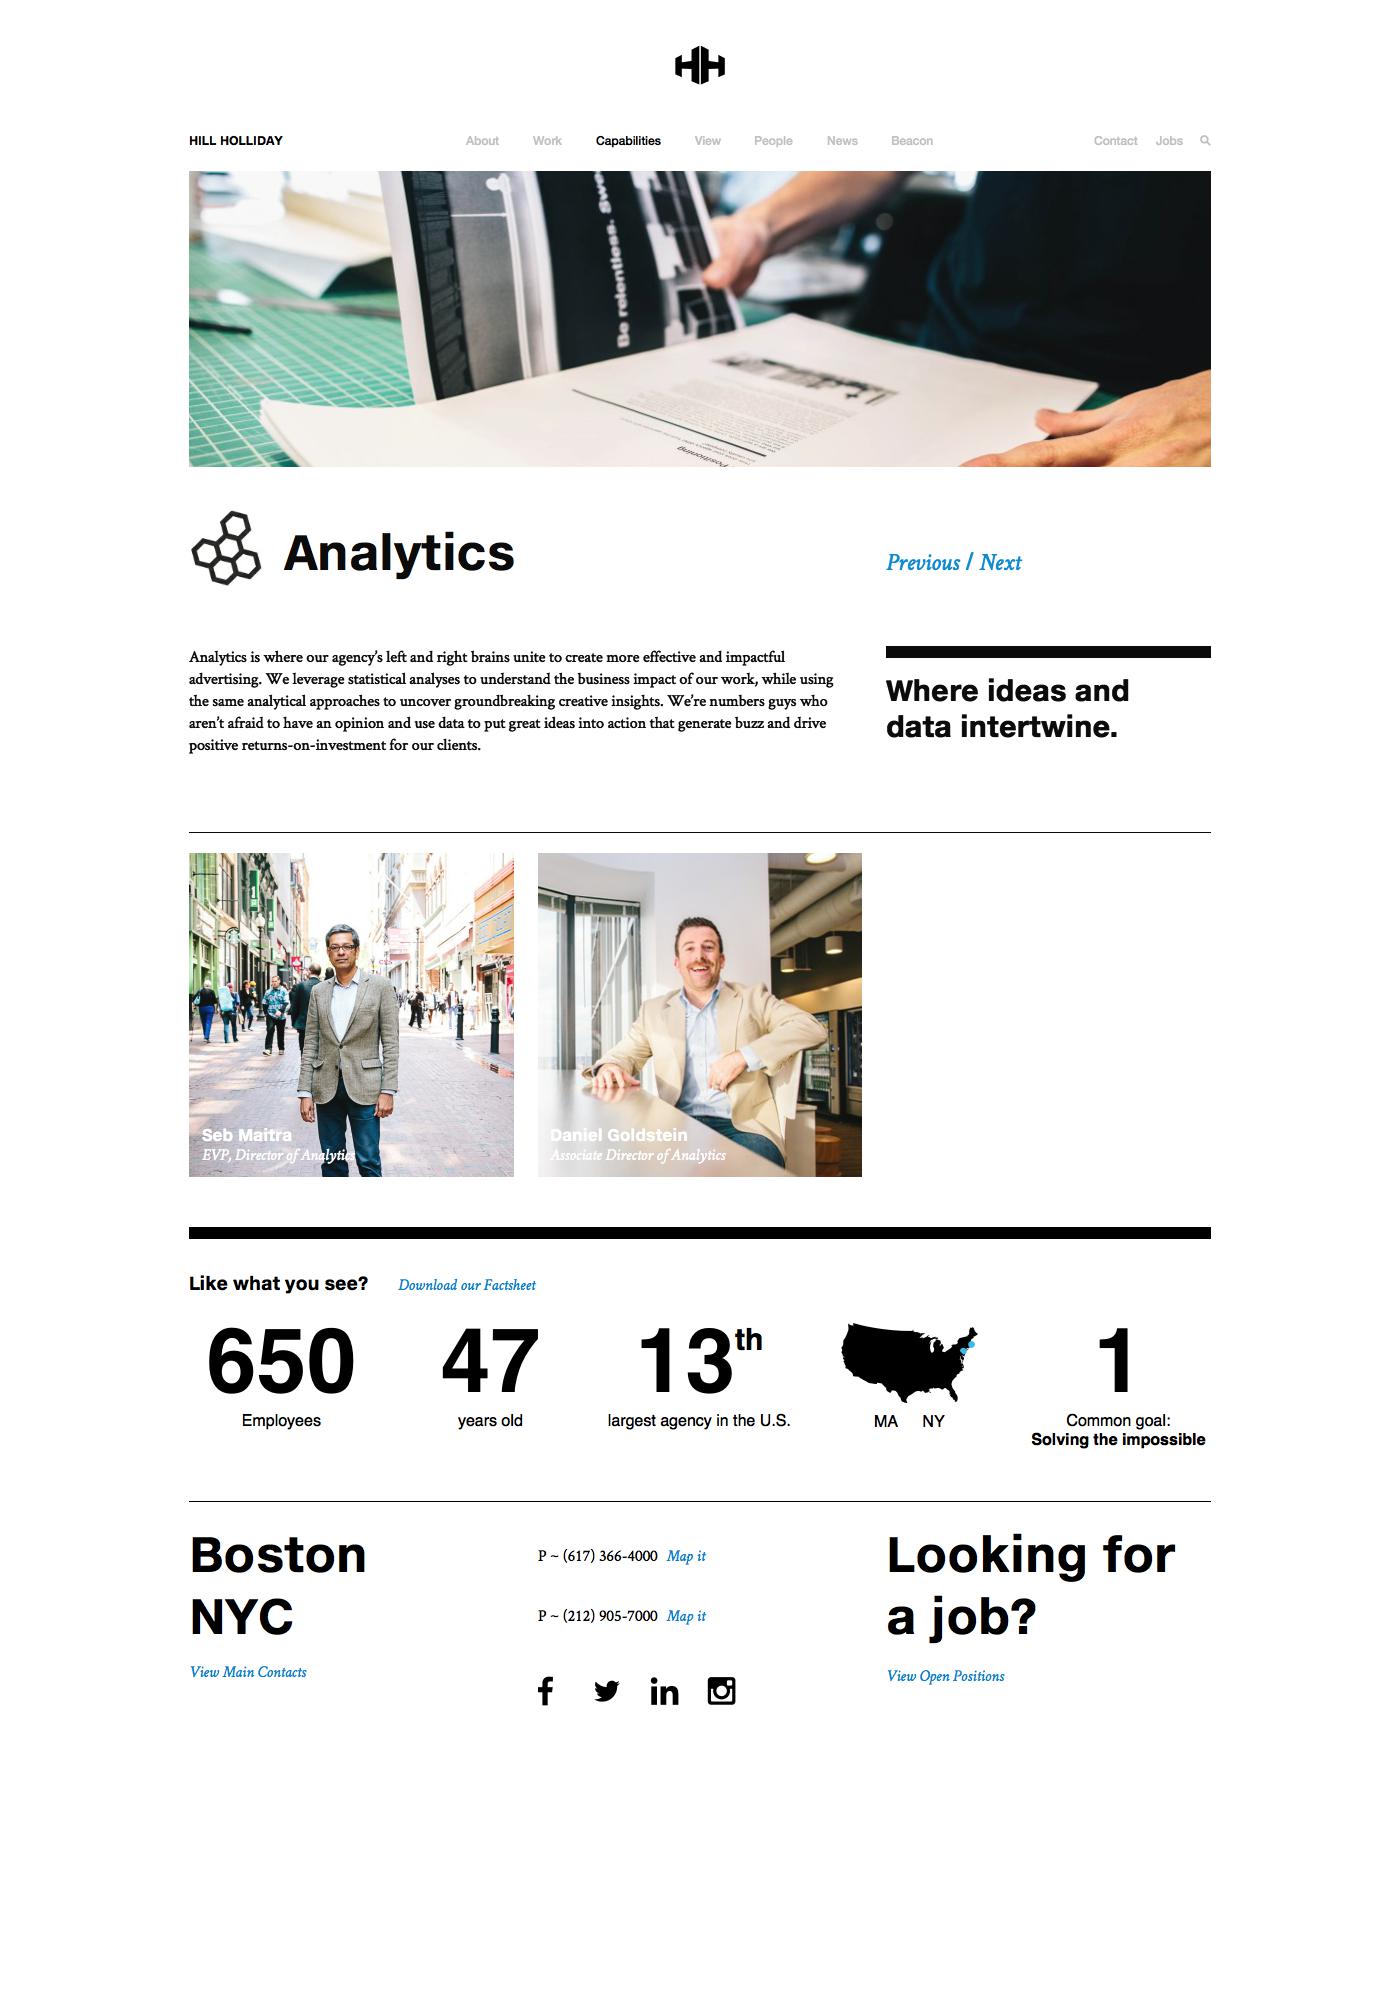 HILL HOLLIDAY
About Work Capabilities View People News Beacon
Contact Jobs
Be relentless. Swe
Positioning
Analytics
Previous / Next
Analytics is where our agency's left and right brains unite to create more effective and impactful
advertising. We leverage statistical analyses to understand the business impact of our work, while using
the same analytical approaches to uncover groundbreaking creative insights. We're numbers guys who
aren't afraid to have an opinion and use data to put great ideas into action that generate buzz and drive
positive returns-on-investment for our clients.
Where ideas and
data intertwine.
Seb Maitra
EVP, Director of Analytics
Daniel Goldstein
Associate Director of Analytics
Like what you see? Download our Factsheet
650
Employees
47
years old
13th
largest agency in the U.S.
MA NY
1
Common goal:
Solving the impossible
Boston
NYC
View Main Contacts
P ~ (617) 366-4000 Map it
P ~ (212) 905-7000 Map it
Looking for
a job?
View Open Positions